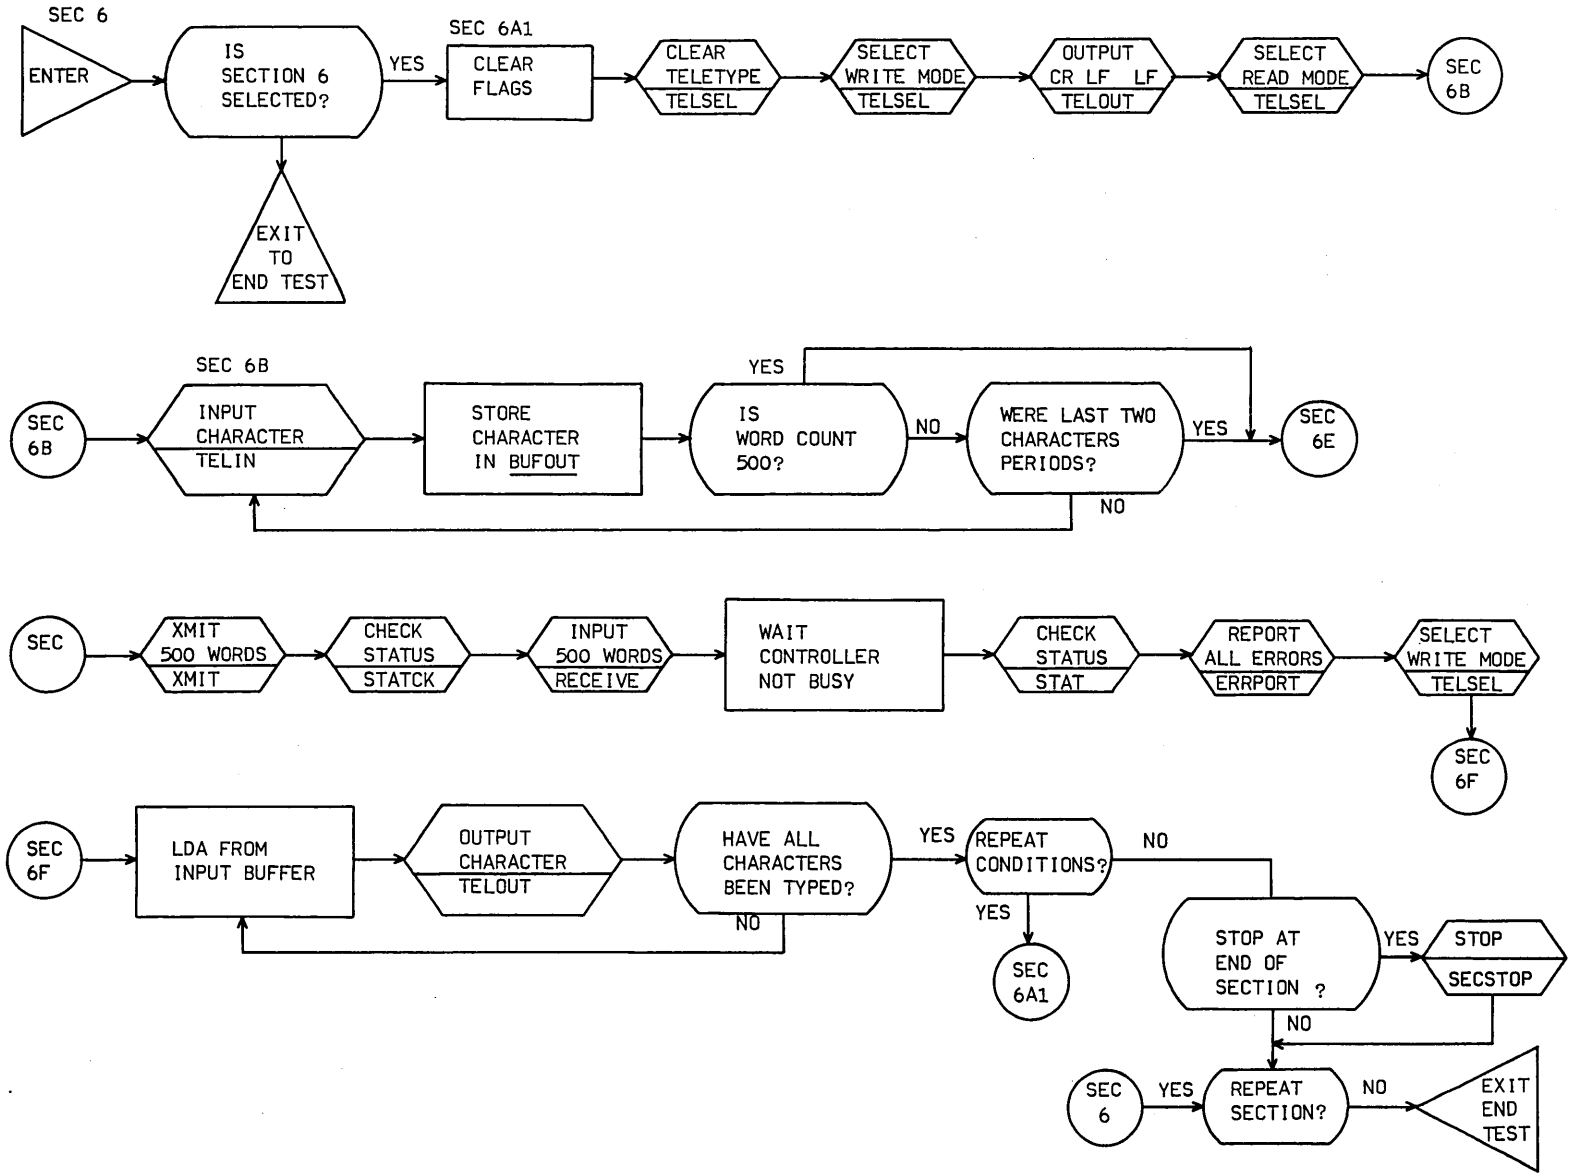 SEC 6
ENTER
IS
SECTION 6
SELECTED?
YES
EXIT
TO
END TEST
SEC 6A1
CLEAR
FLAGS
CLEAR
TELETYPE
TELSEL
SELECT
WRITE MODE
TELSEL
OUTPUT
CR LF LF
TELOUT
SELECT
READ MODE
TELSEL
SEC
6B
SEC
6B
SEC 6B
INPUT
CHARACTER
TELIN
STORE
CHARACTER
IN BUFOUT
YES
IS
WORD COUNT
500?
NO
WERE LAST TWO
CHARACTERS
PERIODS?
YES
NO
SEC
6E
SEC
XMIT
500 WORDS
XMIT
CHECK
STATUS
STATCK
INPUT
500 WORDS
RECEIVE
WAIT
CONTROLLER
NOT BUSY
CHECK
STATUS
STAT
REPORT
ALL ERRORS
ERRPORT
SELECT
WRITE MODE
TELSEL
SEC
6F
SEC
6F
LDA FROM
INPUT BUFFER
OUTPUT
CHARACTER
TELOUT
HAVE ALL
CHARACTERS
BEEN TYPED?
NO
YES
REPEAT
CONDITIONS?
YES
SEC
6A1
NO
STOP AT
END OF
SECTION ?
YES
STOP
SECSTOP
NO
SEC
6
YES
REPEAT
SECTION?
NO
EXIT
END
TEST